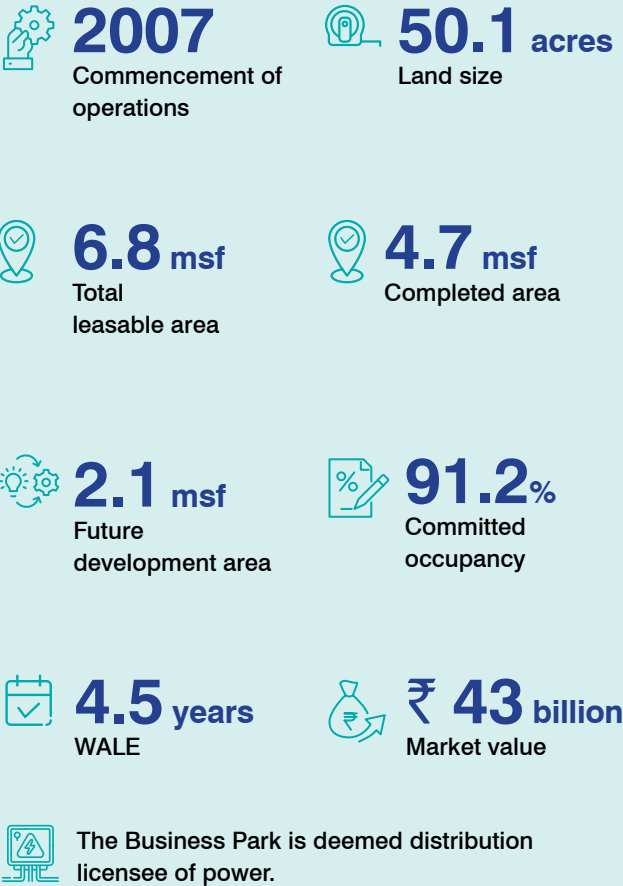 2007
Commencement of
operations
50.1 acres
Land size
6.8 msf
Total
leasable area
4.7 msf
Completed area
2.1 msf
Future
development area
91.2%
Committed
occupancy
4.5 years
WALE
₹ 43 billion
Market value
The Business Park is deemed distribution
licensee of power.